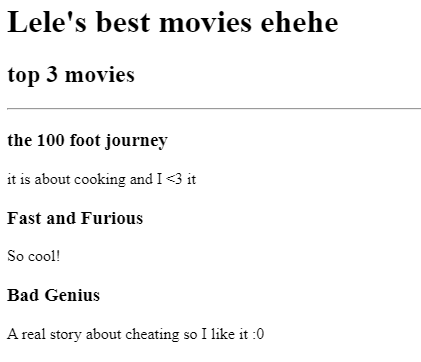 Lele's best movies ehehe
top 3 movies
the 100 foot journey
it is about cooking and I <3 it
Fast and Furious
So cool!
Bad Genius
A real story about cheating so I like it :0